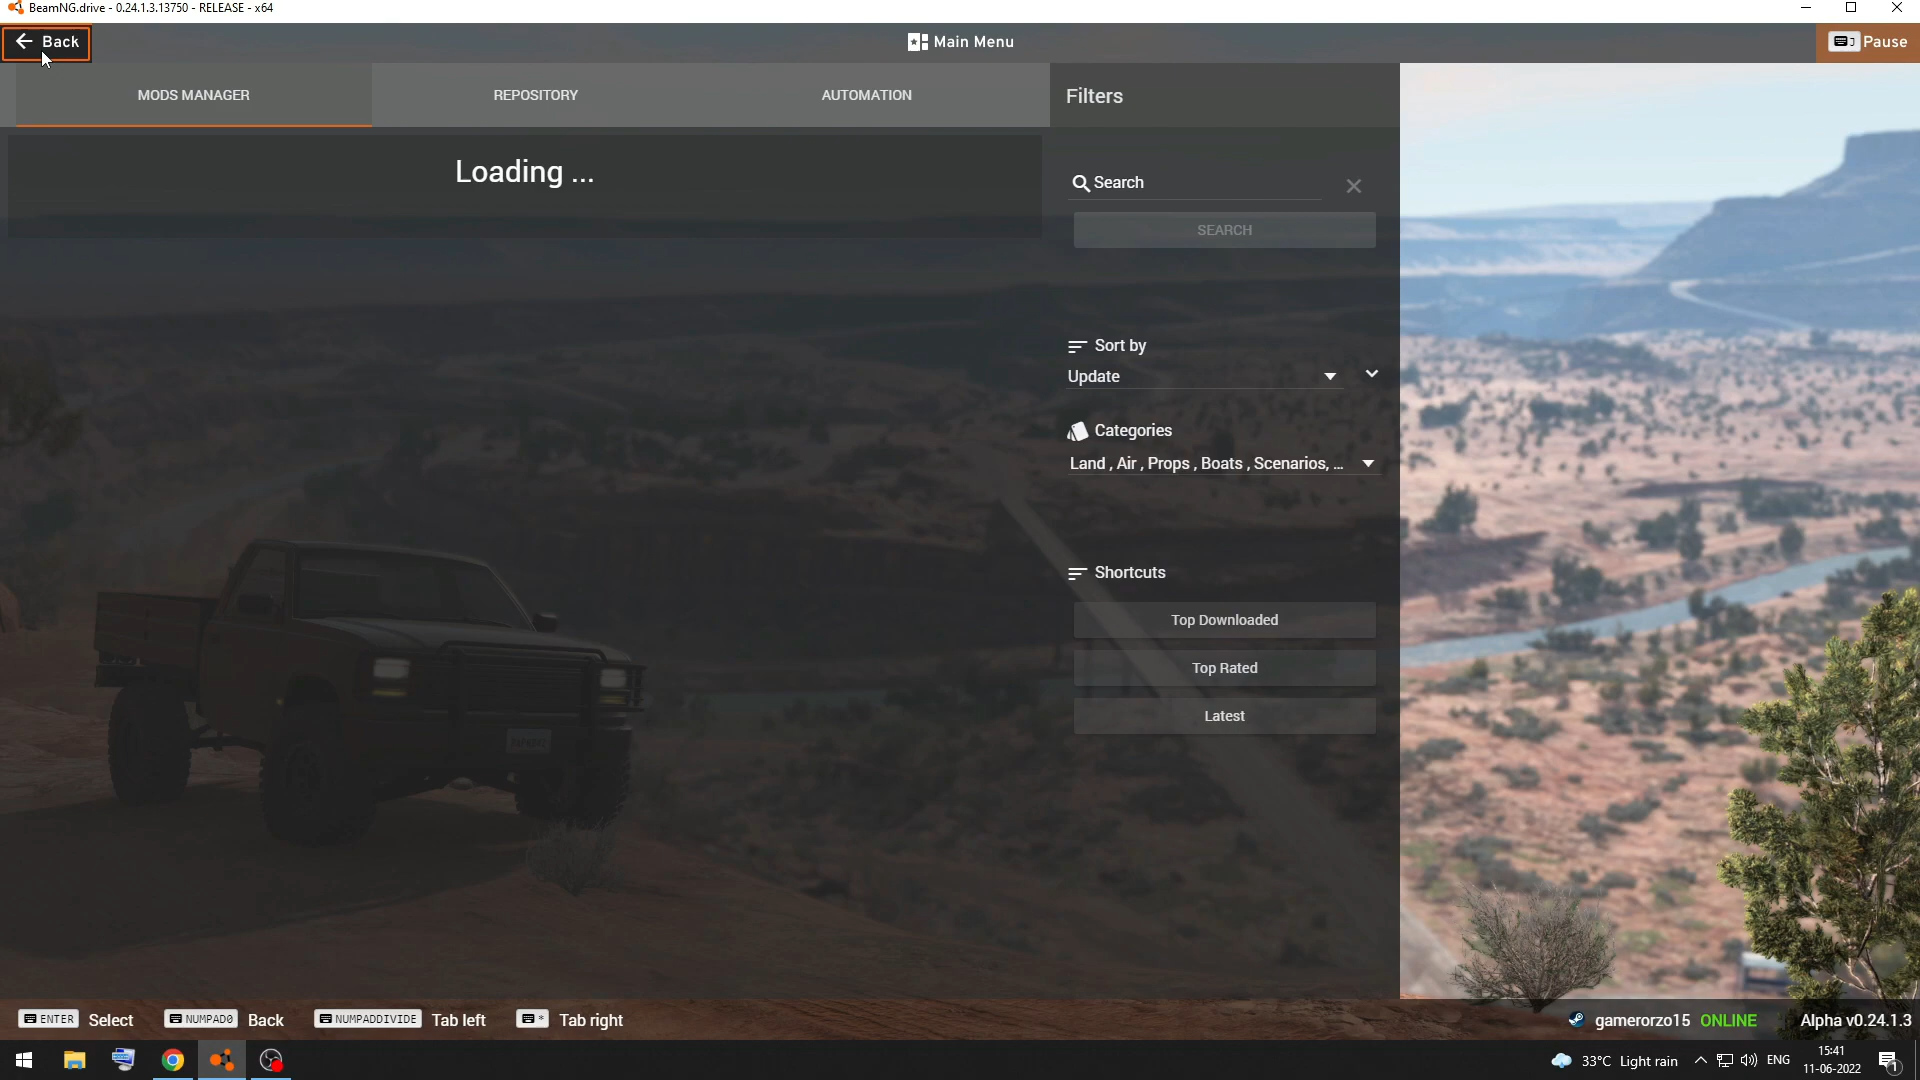 BeamNG.drive - 0.24.1.3.13750 - RELEASE - x64
Back
Main Menu
J Pause
MODS MANAGER
REPOSITORY
AUTOMATION
Filters
Loading ...
Search
SEARCH
Sort by
Update
Categories
Land , Air , Props , Boats , Scenarios, ...
Shortcuts
Top Downloaded
Top Rated
Latest
ENTER Select
NUMPAD0 Back
NUMPADDIVIDE Tab left
* Tab right
gamerorzo15 ONLINE
Alpha v0.24.1.3
33°C Light rain
ENG
15:41
11-06-2022
1